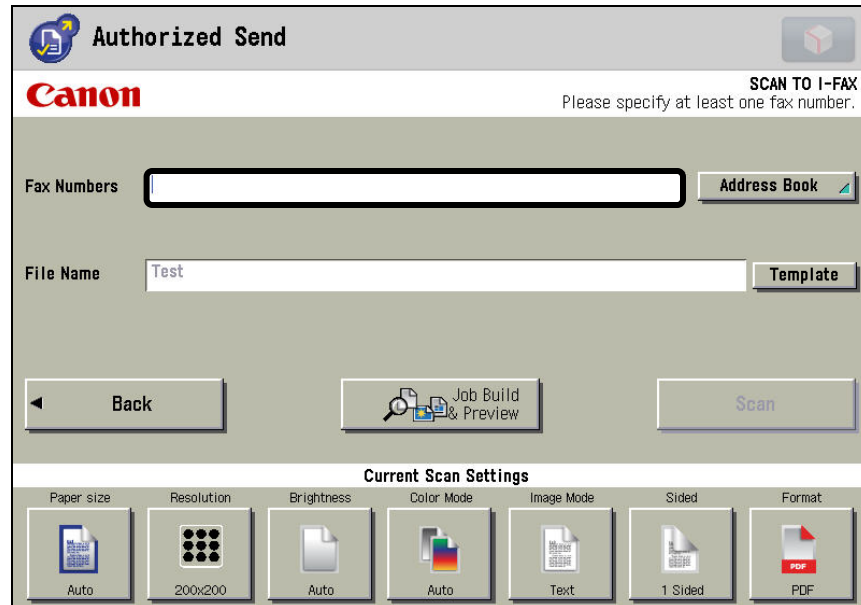 Authorized Send
Canon
SCAN TO I-FAX
Please specify at least one fax number.
Fax Numbers
Address Book
File Name
Test
Template
Back
Job Build
& Preview
Scan
Current Scan Settings
Paper size
Resolution
Brightness
Color Mode
Image Mode
Sided
Format
PDF
Auto
200x200
Auto
Auto
Text
1 Sided
PDF